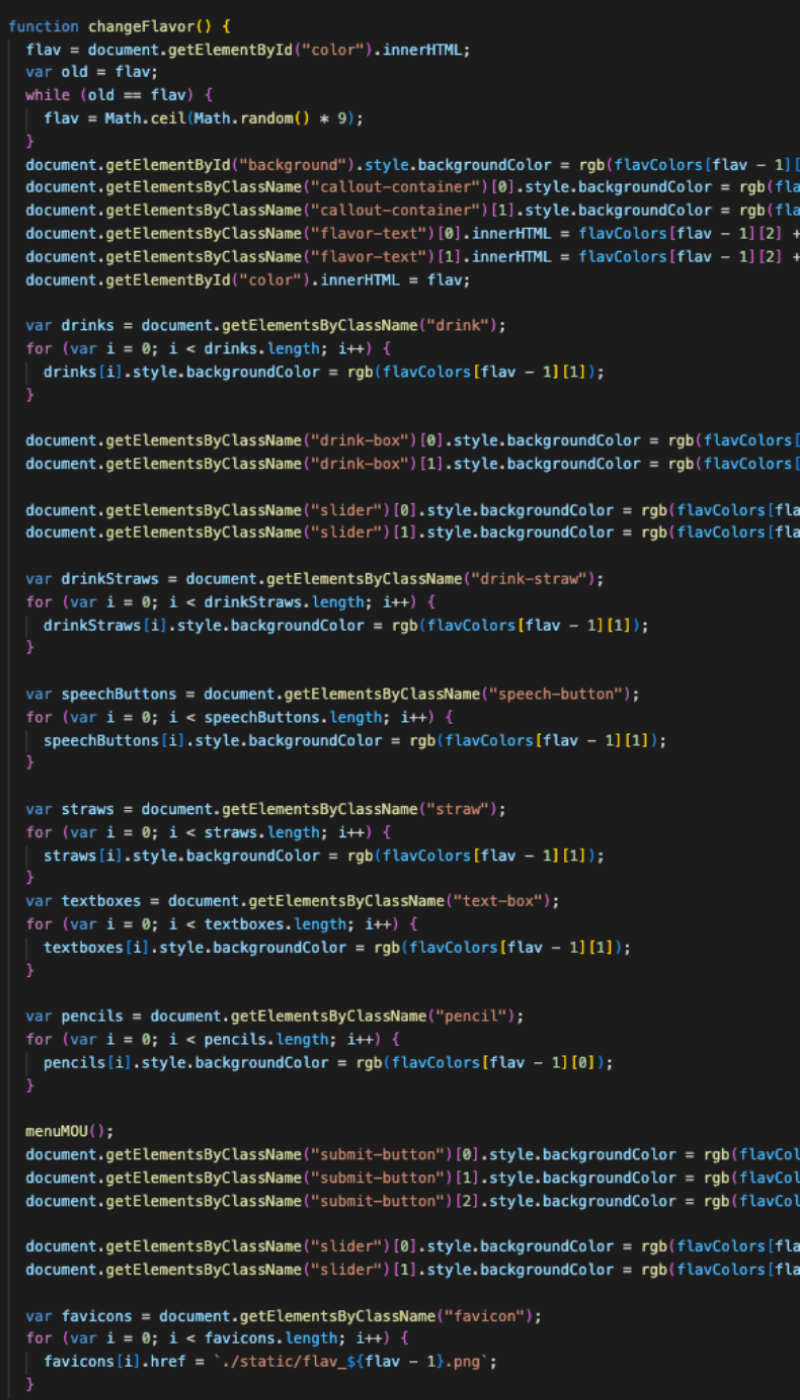 function changeFlavor() {
flav = document.getElementById("color").innerHTML;
var old = flav;
while (old == flav) {
flav = Math.ceil(Math.random() * 9);
}
document.getElementById("background").style.backgroundColor = rgb(flavColors[flav - 1][
document.getElementsByClassName("callout-container")[0].style.backgroundColor = rgb(fla
document.getElementsByClassName("callout-container")[1].style.backgroundColor = rgb(fla
document.getElementsByClassName("flavor-text")[0].innerHTML = flavColors[flav - 1][2] +
document.getElementsByClassName("flavor-text")[1].innerHTML = flavColors[flav - 1][2] +
document.getElementById("color").innerHTML = flav;
var drinks = document.getElementsByClassName("drink");
for (var i = 0; i < drinks.length; i++) {
drinks[i].style.backgroundColor = rgb(flavColors[flav - 1][1]);
}
document.getElementsByClassName("drink-box")[0].style.backgroundColor = rgb(flavColors[
document.getElementsByClassName("drink-box")[1].style.backgroundColor = rgb(flavColors[
document.getElementsByClassName("slider")[0].style.backgroundColor = rgb(flavColors[fla
document.getElementsByClassName("slider")[1].style.backgroundColor = rgb(flavColors[fla
var drinkStraws = document.getElementsByClassName("drink-straw");
for (var i = 0; i < drinkStraws.length; i++) {
drinkStraws[i].style.backgroundColor = rgb(flavColors[flav - 1][1]);
}
var speechButtons = document.getElementsByClassName("speech-button");
for (var i = 0; i < speechButtons.length; i++) {
speechButtons[i].style.backgroundColor = rgb(flavColors[flav - 1][1]);
}
var straws = document.getElementsByClassName("straw");
for (var i = 0; i < straws.length; i++) {
straws[i].style.backgroundColor = rgb(flavColors[flav - 1][1]);
}
var textboxes = document.getElementsByClassName("text-box");
for (var i = 0; i < textboxes.length; i++) {
textboxes[i].style.backgroundColor = rgb(flavColors[flav - 1][1]);
}
var pencils = document.getElementsByClassName("pencil");
for (var i = 0; i < pencils.length; i++) {
pencils[i].style.backgroundColor = rgb(flavColors[flav - 1][0]);
}
menuMOU();
document.getElementsByClassName("submit-button")[0].style.backgroundColor = rgb(flavCol
document.getElementsByClassName("submit-button")[1].style.backgroundColor = rgb(flavCol
document.getElementsByClassName("submit-button")[2].style.backgroundColor = rgb(flavCol
document.getElementsByClassName("slider")[0].style.backgroundColor = rgb(flavColors[fla
document.getElementsByClassName("slider")[1].style.backgroundColor = rgb(flavColors[fla
var favicons = document.getElementsByClassName("favicon");
for (var i = 0; i < favicons.length; i++) {
favicons[i].href = `./static/flav_${flav - 1}.png`;
}